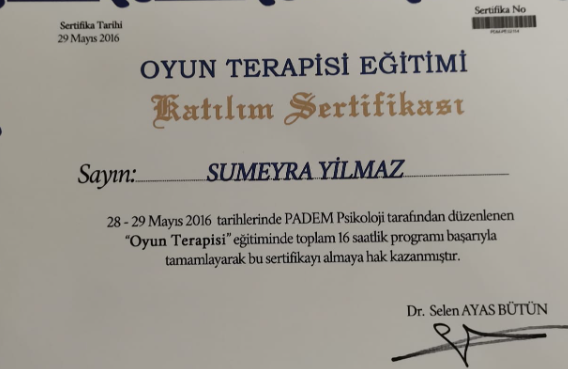 Sertifika Tarihi
29 Mayıs 2016
Sertifika No
OYUN TERAPİSİ EĞİTİMİ
Katılım Sertifikası
Sayın: SUMEYRA YİLMAZ
28 - 29 Mayıs 2016 tarihlerinde PADEM Psikoloji tarafından düzenlenen
“Oyun Terapisi” eğitiminde toplam 16 saatlik programı başarıyla
tamamlayarak bu sertifikayı almaya hak kazanmıştır.
Dr. Selen AYAS BÜTÜN